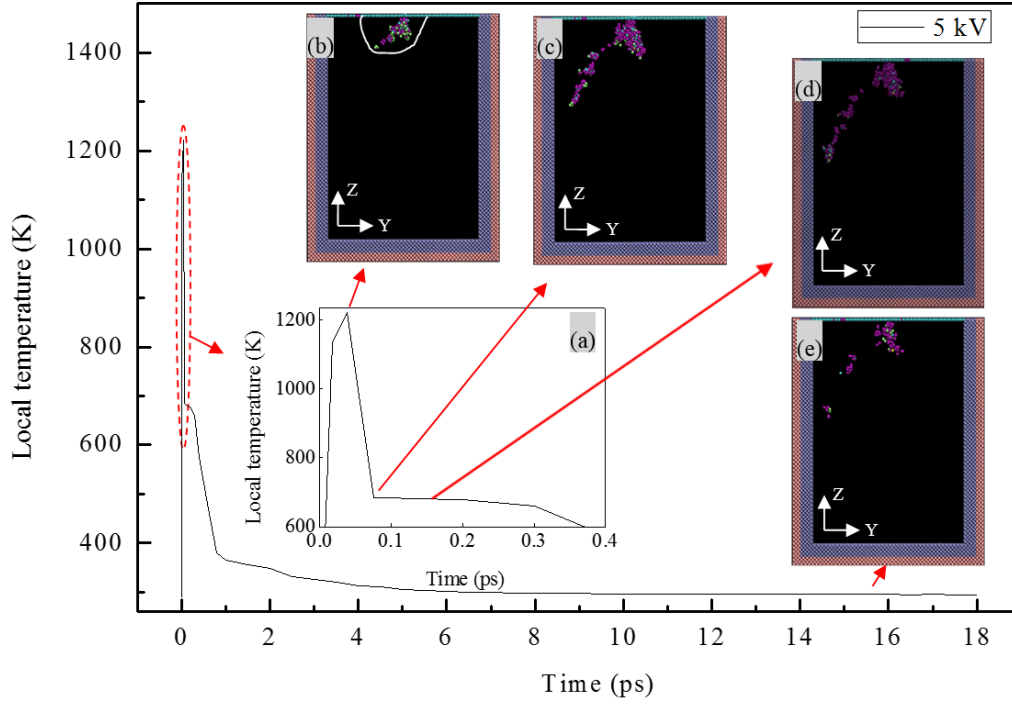 1400
1200
1000
800
600
400
Local temperature (K)
0
2
4
6
8
10
12
14
16
18
Time (ps)
5 kV
(b)
Z
Y
(c)
Z
Y
(d)
Z
Y
(e)
Z
Y
(a)
1200
1000
800
600
Local temperature (K)
0.0
0.1
0.2
0.3
0.4
Time (ps)